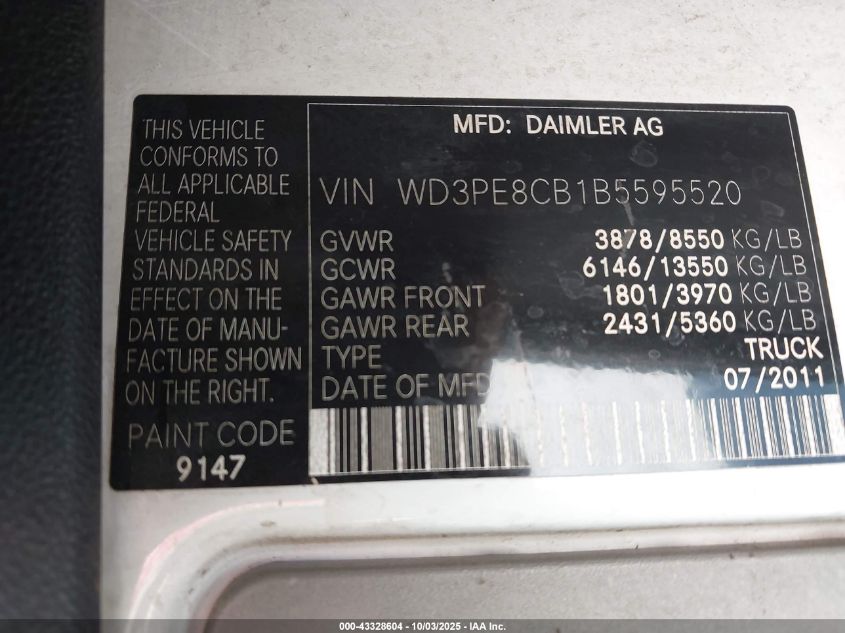 THIS VEHICLE
CONFORMS TO
ALL APPLICABLE
FEDERAL
VEHICLE SAFETY
STANDARDS IN
EFFECT ON THE
DATE OF MANU-
FACTURE SHOWN
ON THE RIGHT.
PAINT CODE
9147
MFD: DAIMLER AG
VIN WD3PE8CB1B5595520
GVWR 3878/8550 KG/LB
GCWR 6146/13550 KG/LB
GAWR FRONT 1801/3970 KG/LB
GAWR REAR 2431/5360 KG/LB
TYPE TRUCK
DATE OF MFD 07/2011
000-43328604 - 10/03/2025 - IAA Inc.